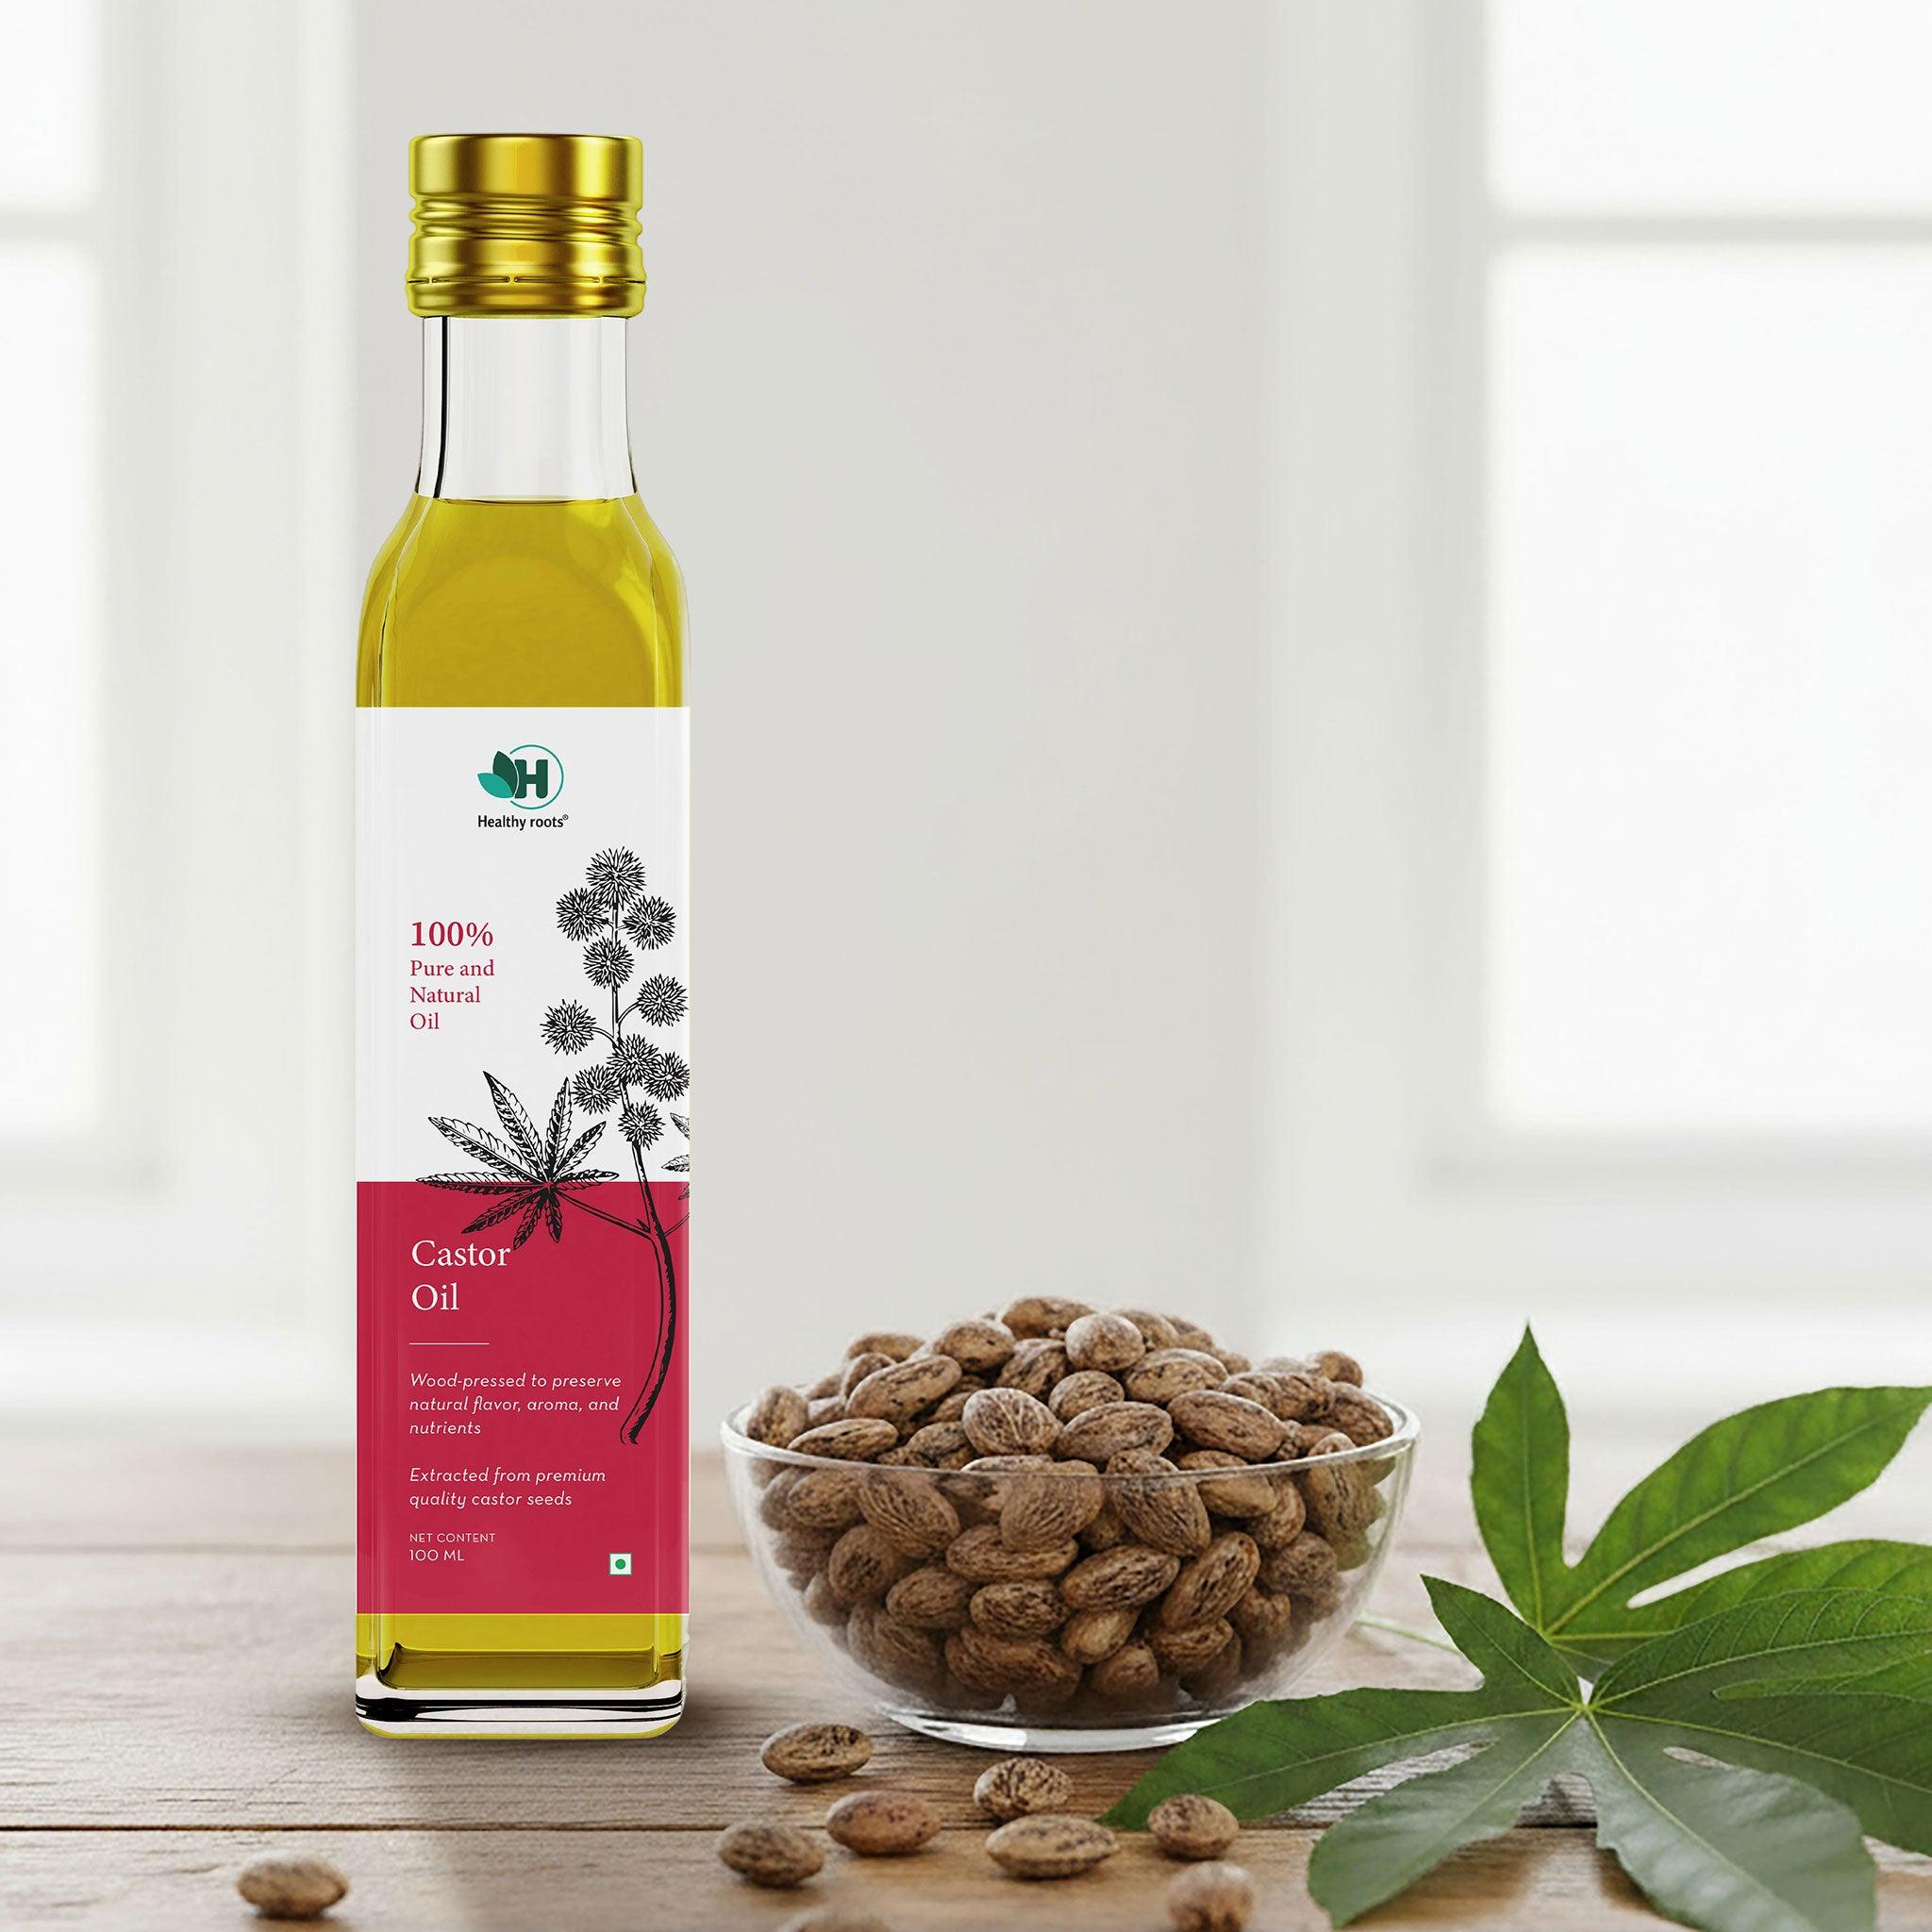 H
Healthy roots®
100%
Pure and
Natural
Oil
Castor
Oil
Wood-pressed to preserve
natural flavor, aroma, and
nutrients
Extracted from premium
quality castor seeds
NET CONTENT
100 ML